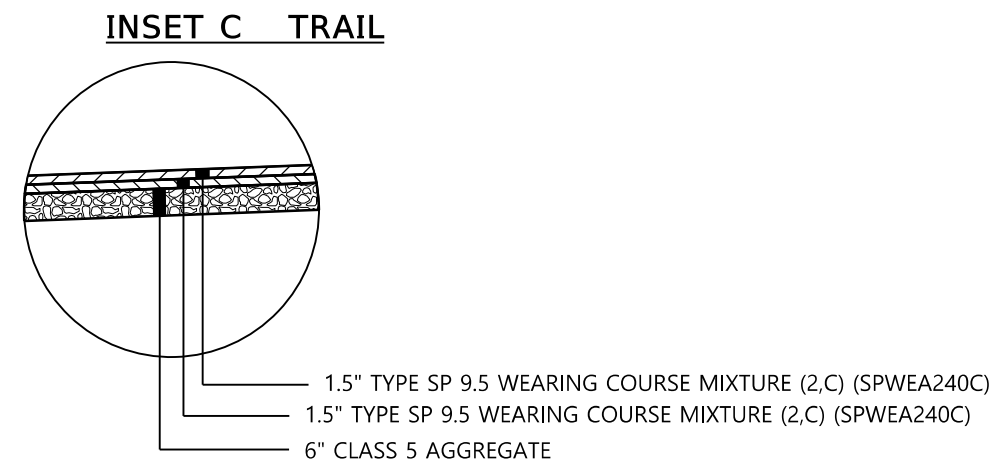 INSET C TRAIL
1.5" TYPE SP 9.5 WEARING COURSE MIXTURE (2,C) (SPWEA240C)
1.5" TYPE SP 9.5 WEARING COURSE MIXTURE (2,C) (SPWEA240C)
6" CLASS 5 AGGREGATE